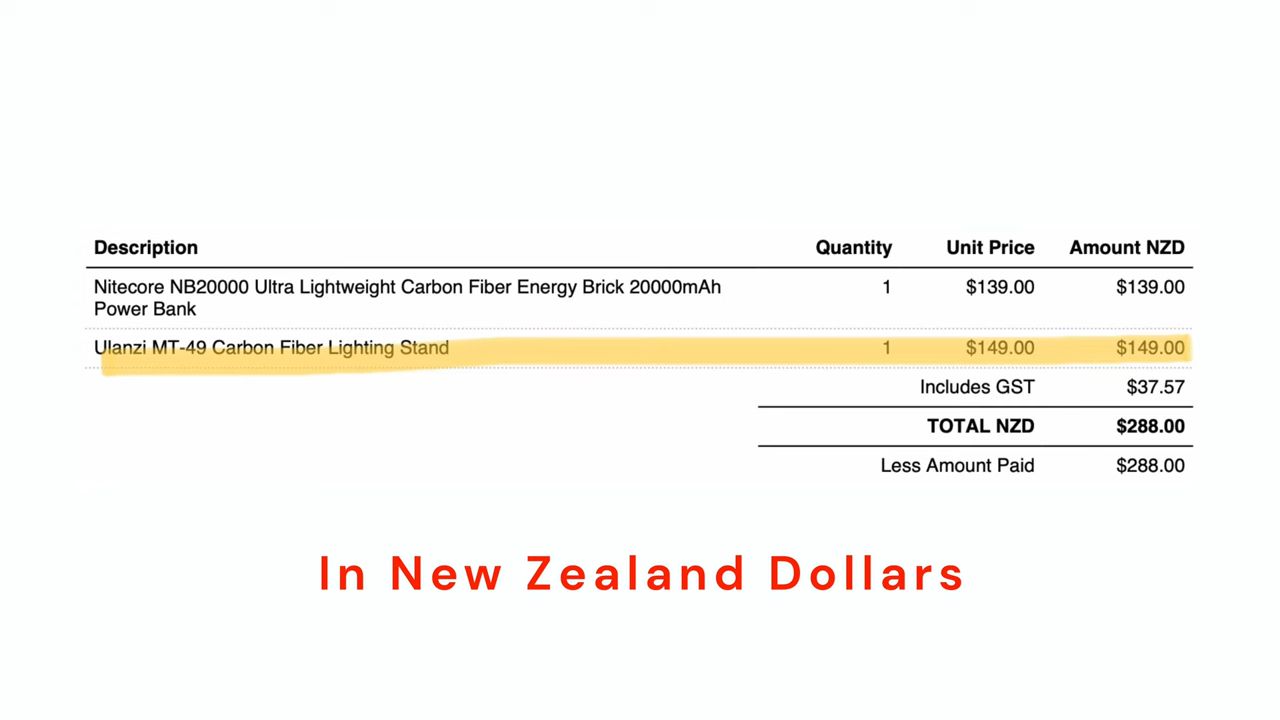 Description Quantity Unit Price Amount NZD
Nitecore NB20000 Ultra Lightweight Carbon Fiber Energy Brick 20000mAh 1 $139.00 $139.00
Power Bank
Ulanzi MT-49 Carbon Fiber Lighting Stand 1 $149.00 $149.00
Includes GST $37.57
TOTAL NZD $288.00
Less Amount Paid $288.00
In New Zealand Dollars